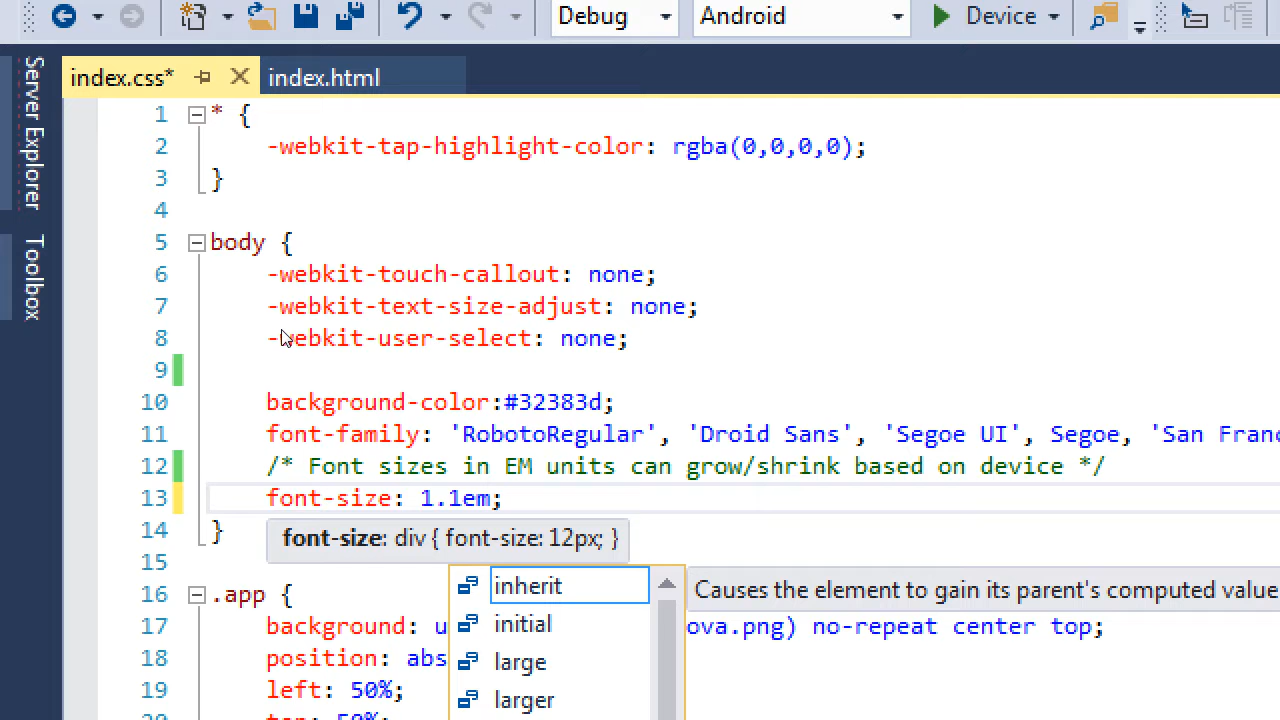 Debug Android Device
index.css* index.html
Server Explorer
Toolbox
1 * {
2 -webkit-tap-highlight-color: rgba(0,0,0,0);
3 }
4
5 body {
6 -webkit-touch-callout: none;
7 -webkit-text-size-adjust: none;
8 -webkit-user-select: none;
9
10 background-color:#32383d;
11 font-family: 'RobotoRegular', 'Droid Sans', 'Segoe UI', Segoe, 'San Franc
12 /* Font sizes in EM units can grow/shrink based on device */
13 font-size: 1.1em;
14 }
font-size: div { font-size: 12px; }
15
inherit Causes the element to gain its parent's computed value
16 .app {
initial
17 background: u ova.png) no-repeat center top;
large
18 position: abs
19 left: 50%;
larger